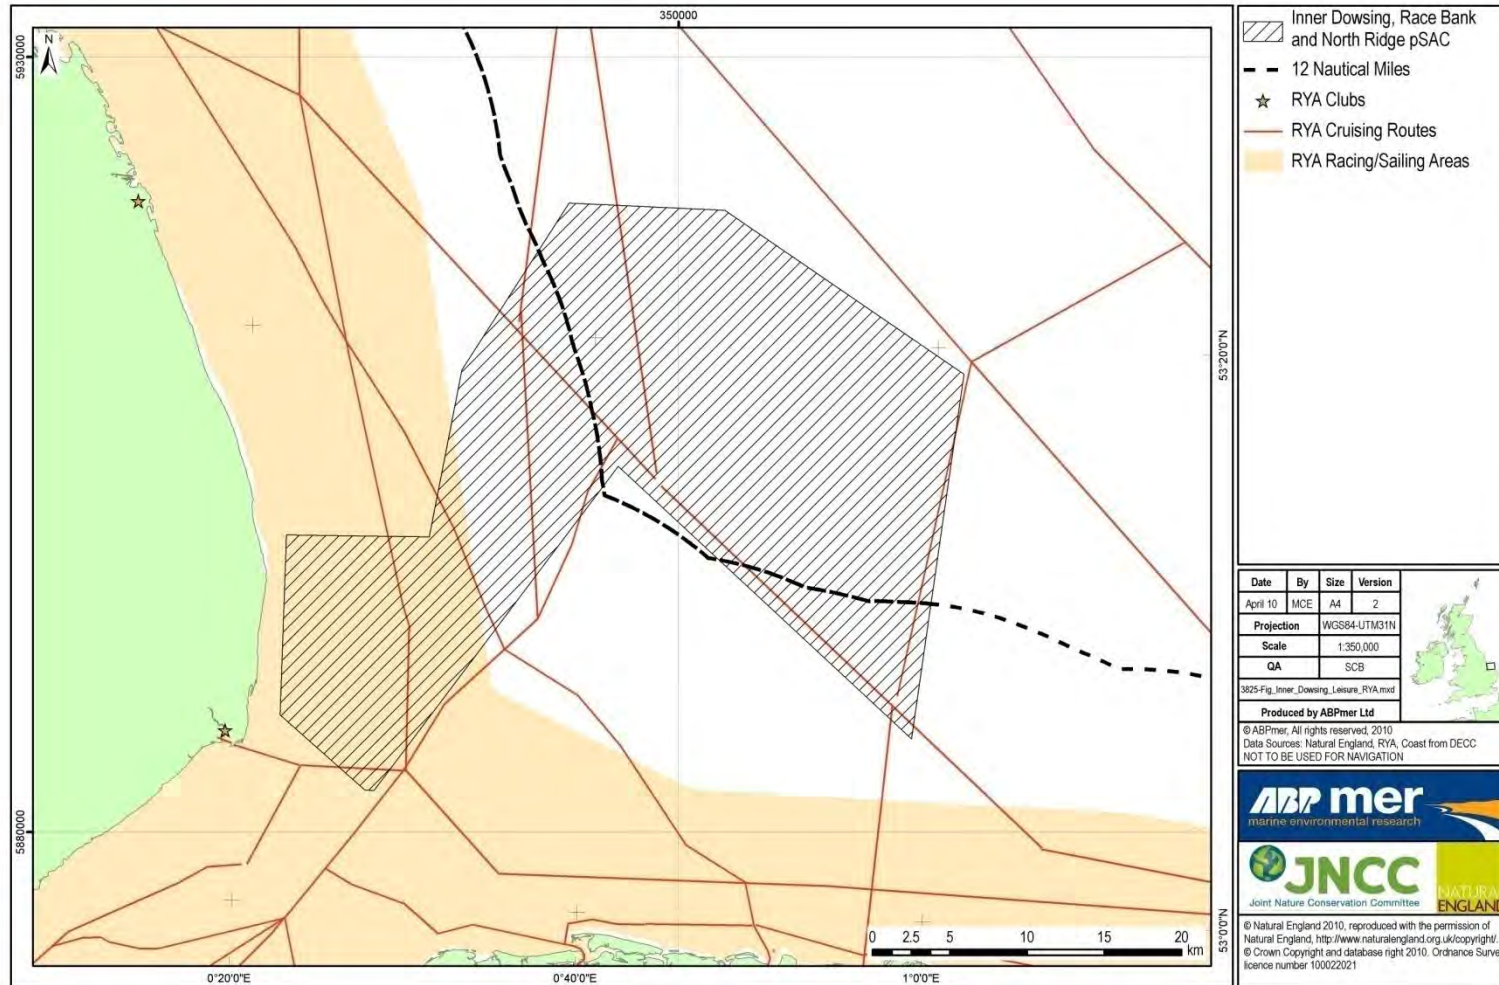 350000
5930000
N
53°20'0"N
5880000
53°0'0"N
0 2.5 5 10 15 20
km
0°20'0"E
0°40'0"E
1°0'0"E
Inner Dowsing, Race Bank
and North Ridge pSAC
12 Nautical Miles
RYA Clubs
RYA Cruising Routes
RYA Racing/Sailing Areas
Date By Size Version
April 10 MCE A4 2
Projection WGS84-UTM31N
Scale 1:350,000
QA SCB
3825-Fig_Inner_Dowsing_Leisure_RYA.mxd
Produced by ABPmer Ltd
© ABPmer, All rights reserved, 2010
Data Sources: Natural England, RYA, Coast from DECC
NOT TO BE USED FOR NAVIGATION
ABP mer
marine environmental research
JNCC
Joint Nature Conservation Committee
NATURAL
ENGLAND
© Natural England 2010, reproduced with the permission of
Natural England, http://www.naturalengland.org.uk/copyright/.
© Crown Copyright and database right 2010. Ordnance Surve
licence number 100022021